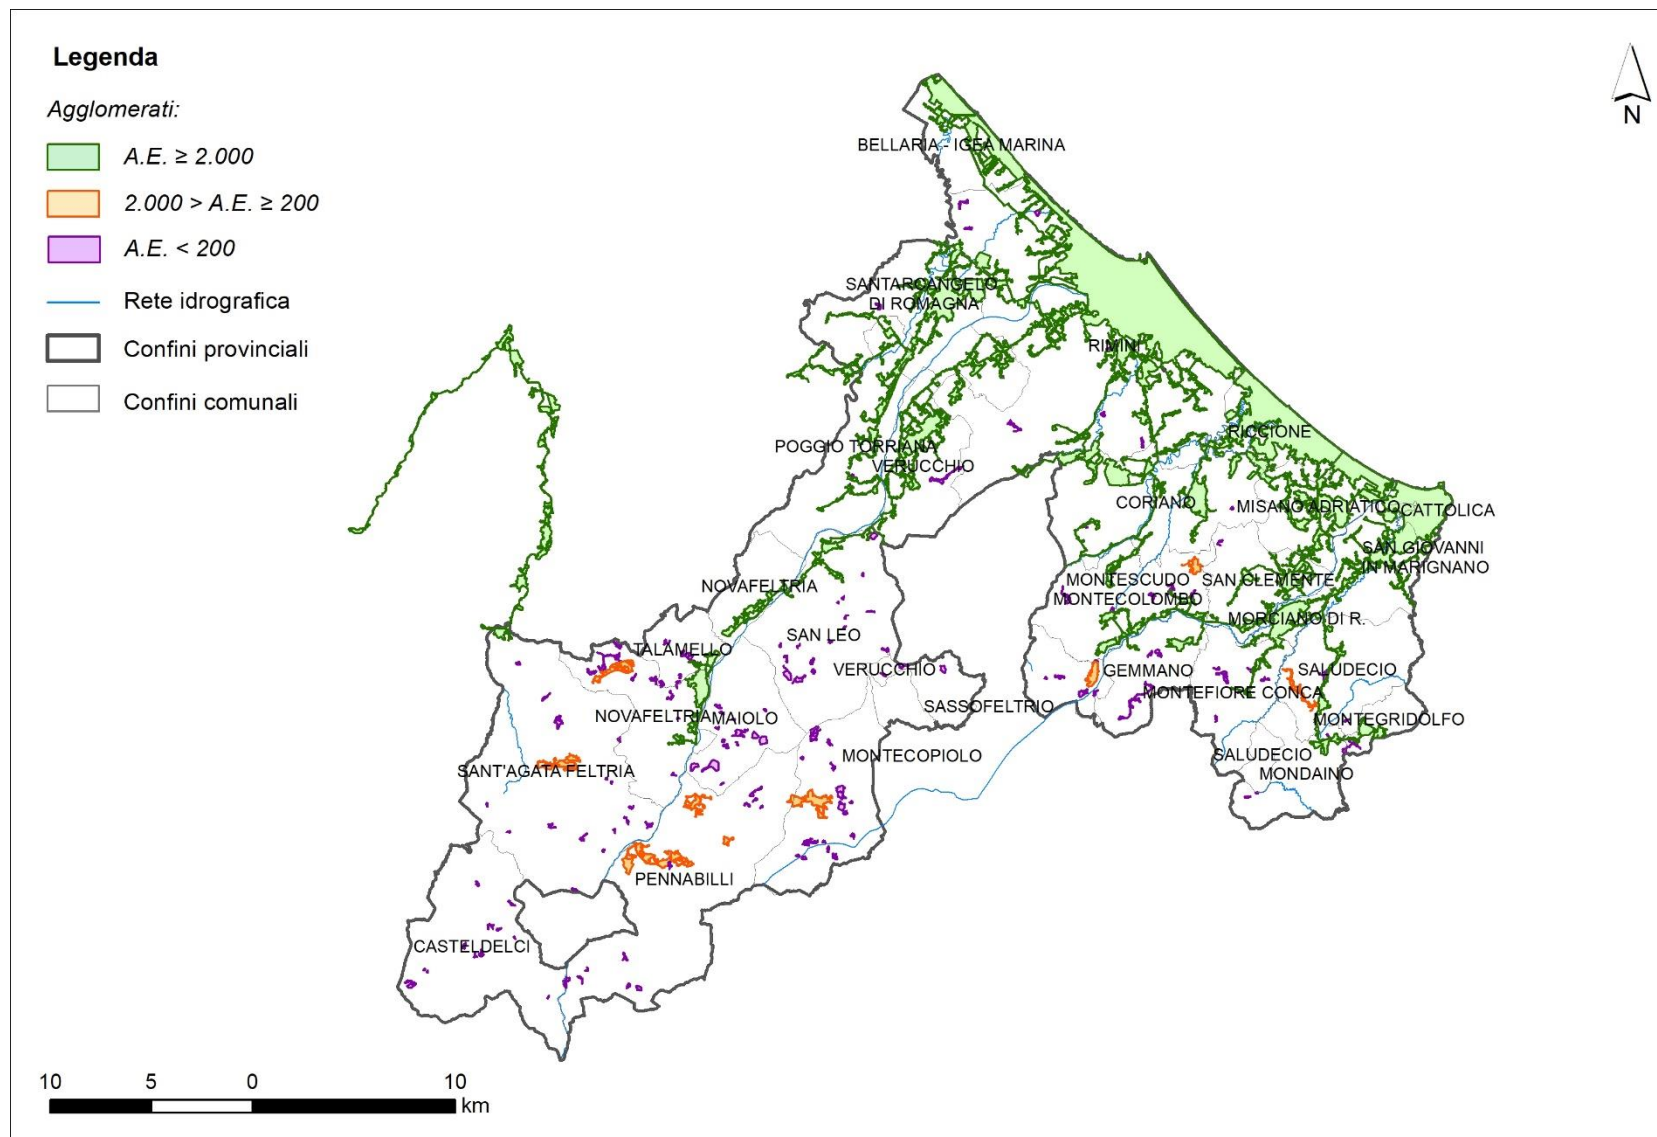 Legenda
Agglomerati:
A.E. ≥ 2.000
2.000 > A.E. ≥ 200
A.E. < 200
Rete idrografica
Confini provinciali
Confini comunali
N
BELLARIA - IGEA MARINA
SANTARCANGELO
DI ROMAGNA
RIMINI
RICCIONE
POGGIO TORRIANA
VERUCCHIO
CORIANO
MISANO ADRIATICO
CATTOLICA
SAN GIOVANNI
IN MARIGNANO
NOVAFELTRIA
MONTESCUDO
MONTECOLOMBO
SAN CLEMENTE
MORCIANO DI R.
SAN LEO
TALAMELLO
VERUCCHIO
GEMMANO
SALUDECIO
MONTEFIORE CONCA
SASSOFELTRIO
NOVAFELTRIA
MAIOLO
MONTEGRIDOLFO
MONTECOPIOLO
SALUDECIO
MONDAINO
SANT'AGATA FELTRIA
PENNABILLI
CASTELDELCI
10 5 0 10
km